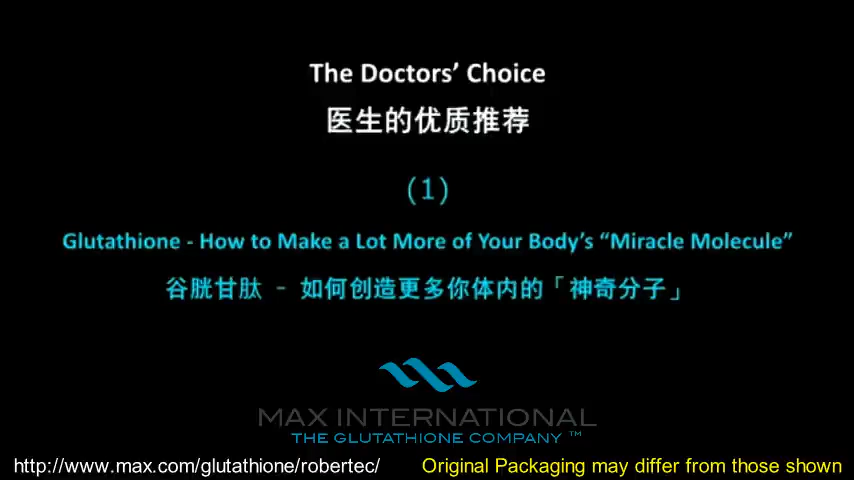 The Doctors’ Choice
医生的优质推荐
(1)
Glutathione - How to Make a Lot More of Your Body’s “Miracle Molecule”
谷胱甘肽 - 如何创造更多你体内的「神奇分子」
MAX INTERNATIONAL
THE GLUTATHIONE COMPANY ™
http://www.max.com/glutathione/robertec/ Original Packaging may differ from those shown